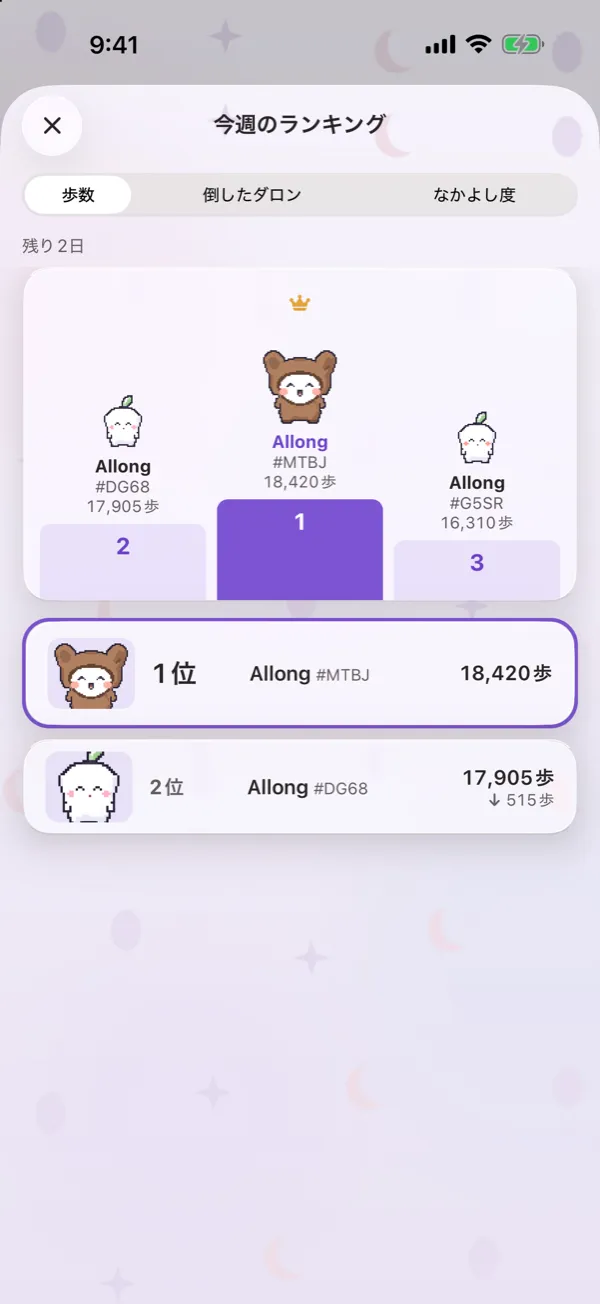 9:41
今週のランキング
歩数 倒したダロン なかよし度
残り2日
Allong
#MTBJ
18,420歩
Allong
#DG68
17,905歩
Allong
#G5SR
16,310歩
1
2
3
1位 Allong #MTBJ 18,420歩
2位 Allong #DG68 17,905歩
↓ 515歩